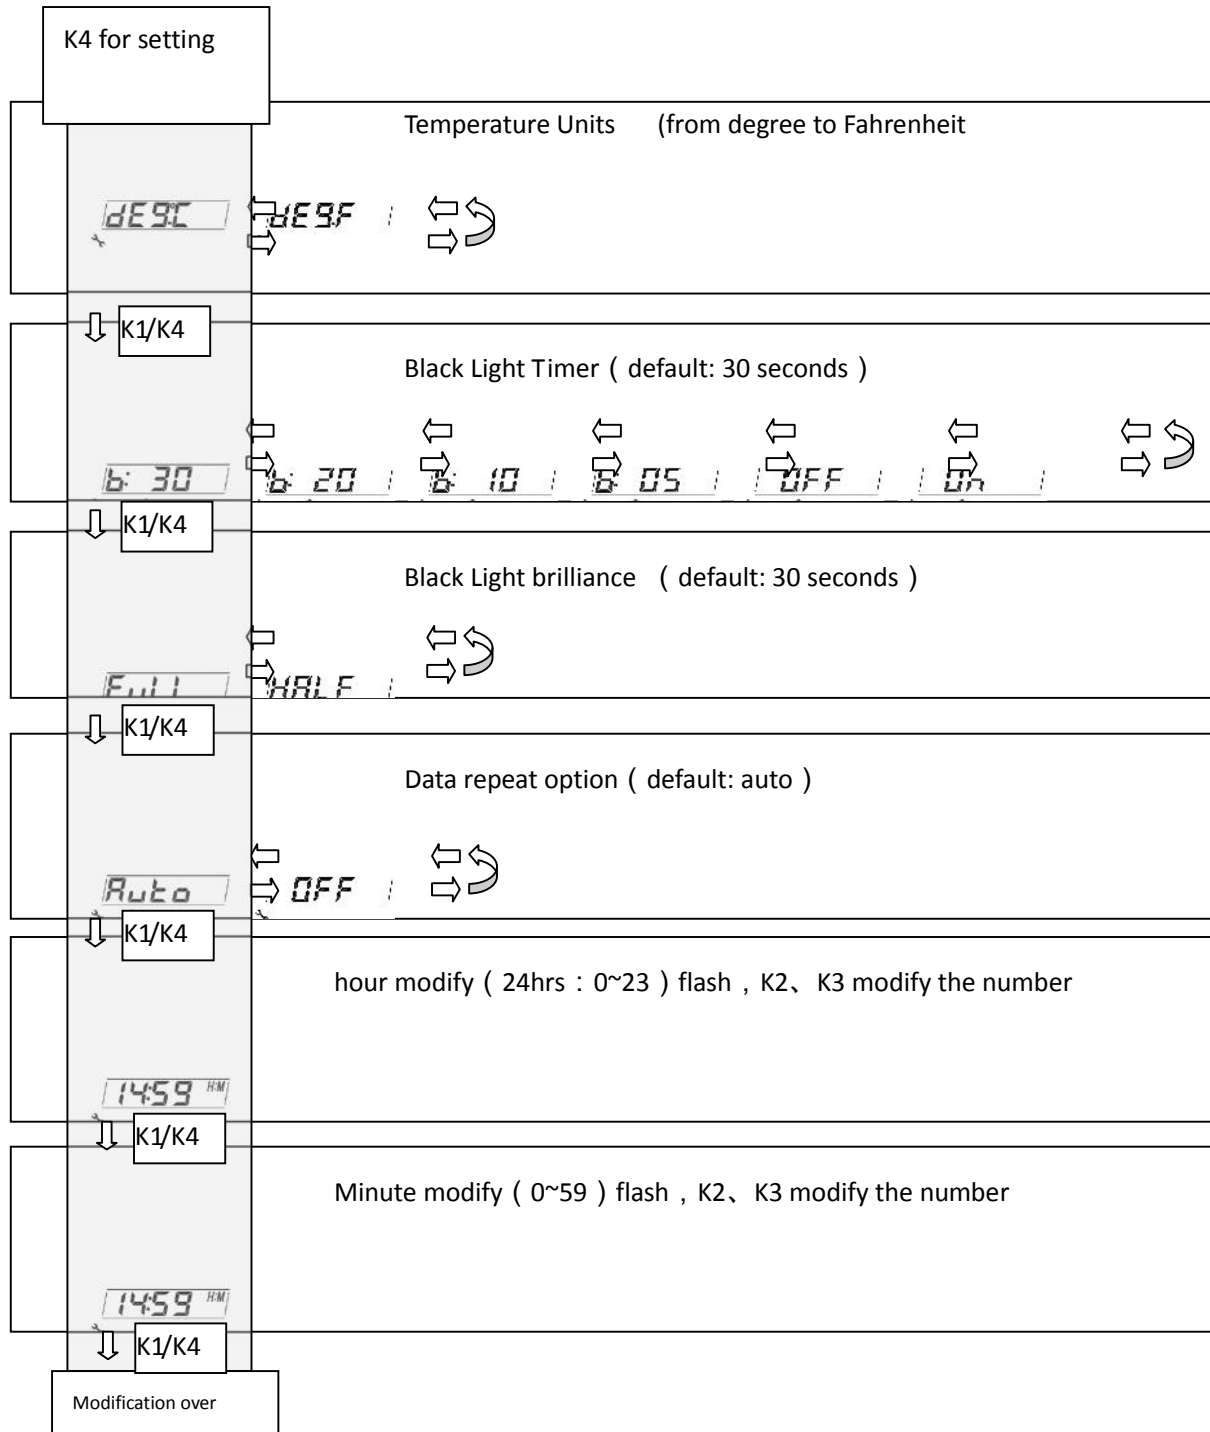 K4 for setting
Temperature Units (from degree to Fahrenheit
dEG℃ dEG.F
K1/K4
Black Light Timer ( default: 30 seconds )
b: 30 b: 20 b: 10 b: 05 OFF On
K1/K4
Black Light brilliance ( default: 30 seconds )
Full HALF
K1/K4
Data repeat option ( default: auto )
Auto OFF
K1/K4
hour modify ( 24hrs : 0~23 ) flash , K2、 K3 modify the number
14:59 H:M
K1/K4
Minute modify ( 0~59 ) flash , K2、 K3 modify the number
14:59 H:M
K1/K4
Modification over